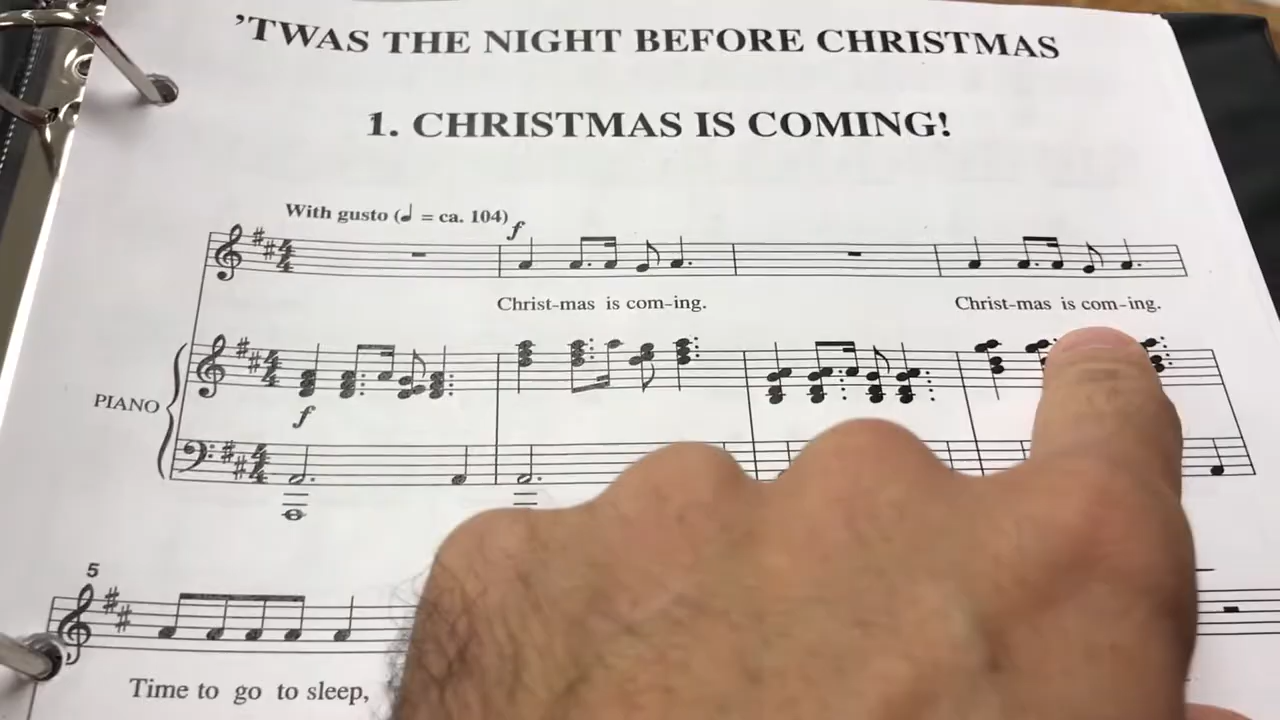 ’TWAS THE NIGHT BEFORE CHRISTMAS
1. CHRISTMAS IS COMING!
With gusto (♩ = ca. 104)
f
Christ-mas is com-ing. Christ-mas is com-ing.
PIANO
f
5
Time to go to sleep,